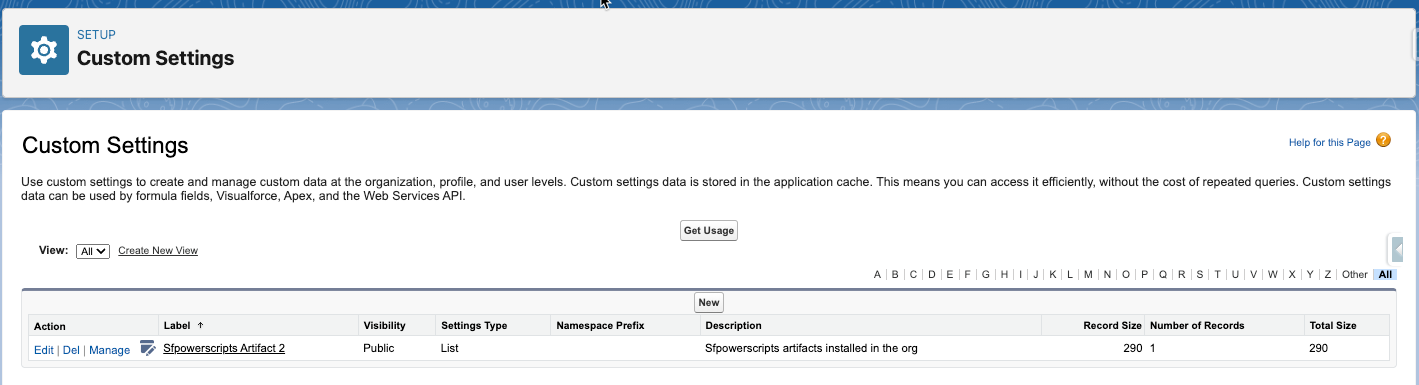 SETUP
Custom Settings
Custom Settings
Help for this Page ?
Use custom settings to create and manage custom data at the organization, profile, and user levels. Custom settings data is stored in the application cache. This means you can access it efficiently, without the cost of repeated queries. Custom settings
data can be used by formula fields, Visualforce, Apex, and the Web Services API.
Get Usage
View: All Create New View
A | B | C | D | E | F | G | H | I | J | K | L | M | N | O | P | Q | R | S | T | U | V | W | X | Y | Z | Other | All
New
Action Label ↑ Visibility Settings Type Namespace Prefix Description Record Size Number of Records Total Size
Edit | Del | Manage Sfpowerscripts Artifact 2 Public List Sfpowerscripts artifacts installed in the org 290 1 290